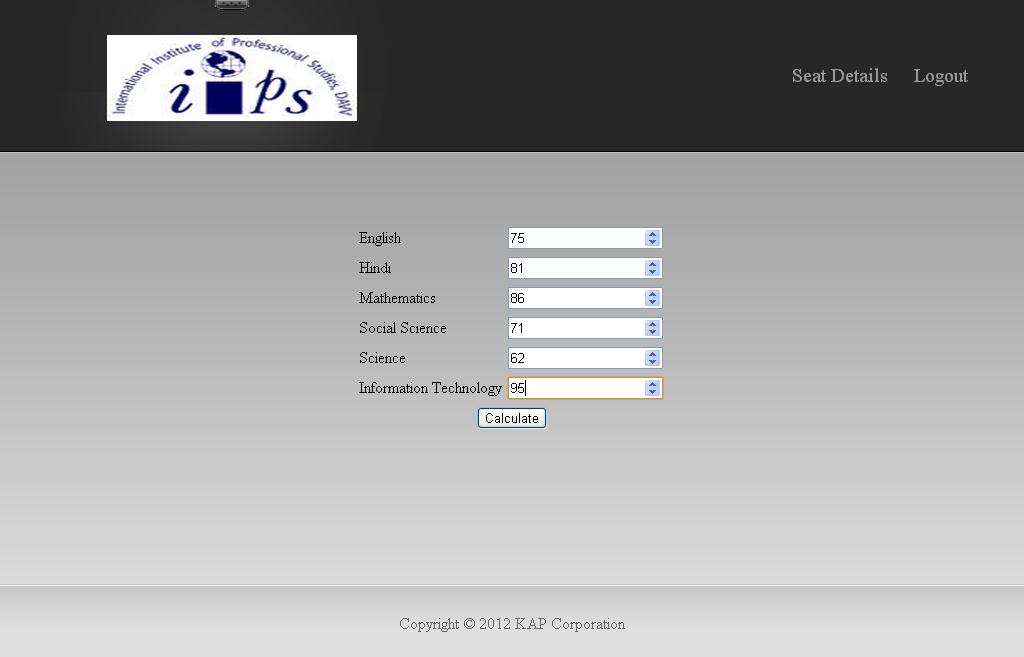 International Institute of Professional Studies, DAVV
i ps
Seat Details Logout
English 75
Hindi 81
Mathematics 86
Social Science 71
Science 62
Information Technology 95
Calculate
Copyright © 2012 KAP Corporation